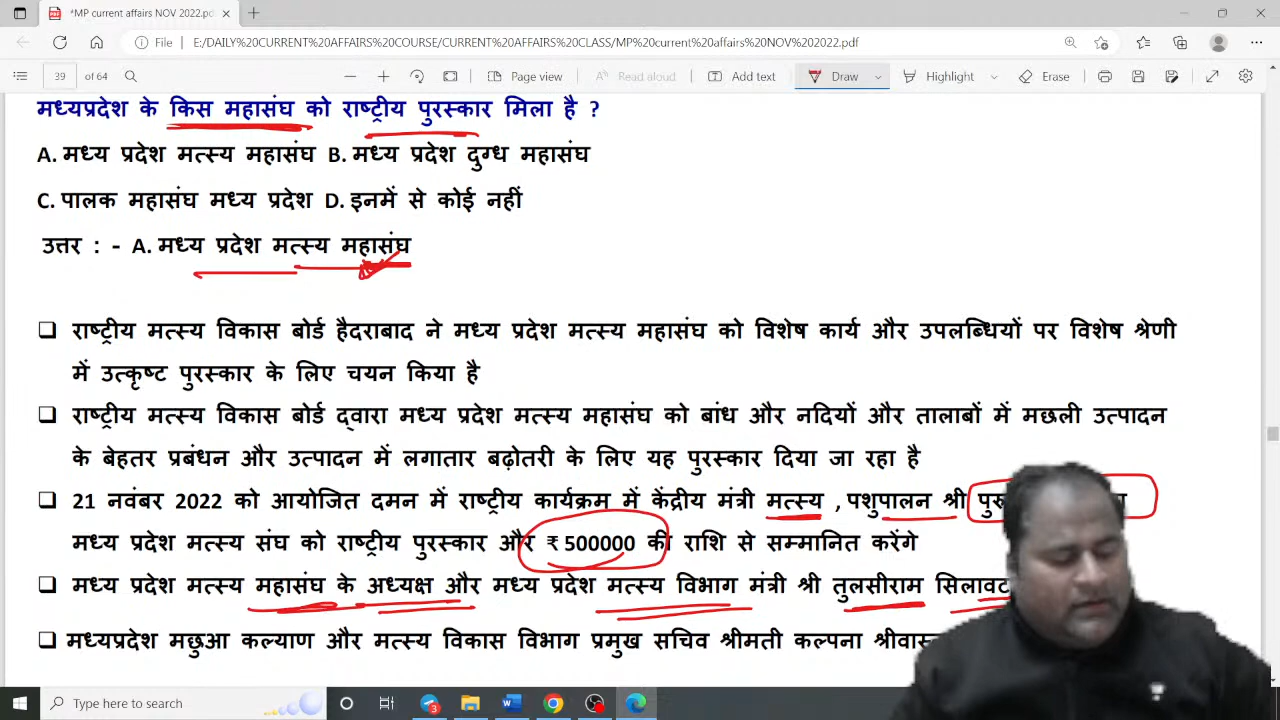 *MP current affairs NOV 2022.pd
File
E:/DAILY%20CURRENT%20AFFAIRS%20COURSE/CURRENT%20AFFAIRS%20CLASS/MP%20current%20affairs%20NOV%202022.pdf
39 of 64
Page view
Read aloud
Add text
Draw
Highlight
Erase
मध्यप्रदेश के किस महासंघ को राष्ट्रीय पुरस्कार मिला है ?
A. मध्य प्रदेश मत्स्य महासंघ B. मध्य प्रदेश दुग्ध महासंघ
C. पालक महासंघ मध्य प्रदेश D. इनमें से कोई नहीं
उत्तर : - A. मध्य प्रदेश मत्स्य महासंघ
राष्ट्रीय मत्स्य विकास बोर्ड हैदराबाद ने मध्य प्रदेश मत्स्य महासंघ को विशेष कार्य और उपलब्धियों पर विशेष श्रेणी
में उत्कृष्ट पुरस्कार के लिए चयन किया है
राष्ट्रीय मत्स्य विकास बोर्ड द्वारा मध्य प्रदेश मत्स्य महासंघ को बांध और नदियों और तालाबों में मछली उत्पादन
के बेहतर प्रबंधन और उत्पादन में लगातार बढ़ोतरी के लिए यह पुरस्कार दिया जा रहा है
21 नवंबर 2022 को आयोजित दमन में राष्ट्रीय कार्यक्रम में केंद्रीय मंत्री मत्स्य , पशुपालन श्री
मध्य प्रदेश मत्स्य संघ को राष्ट्रीय पुरस्कार और ₹ 500000 की राशि से सम्मानित करेंगे
मध्य प्रदेश मत्स्य महासंघ के अध्यक्ष और मध्य प्रदेश मत्स्य विभाग मंत्री श्री तुलसीराम सिलावट
मध्यप्रदेश मछुआ कल्याण और मत्स्य विकास विभाग प्रमुख सचिव श्रीमती कल्पना
Type here to search
3